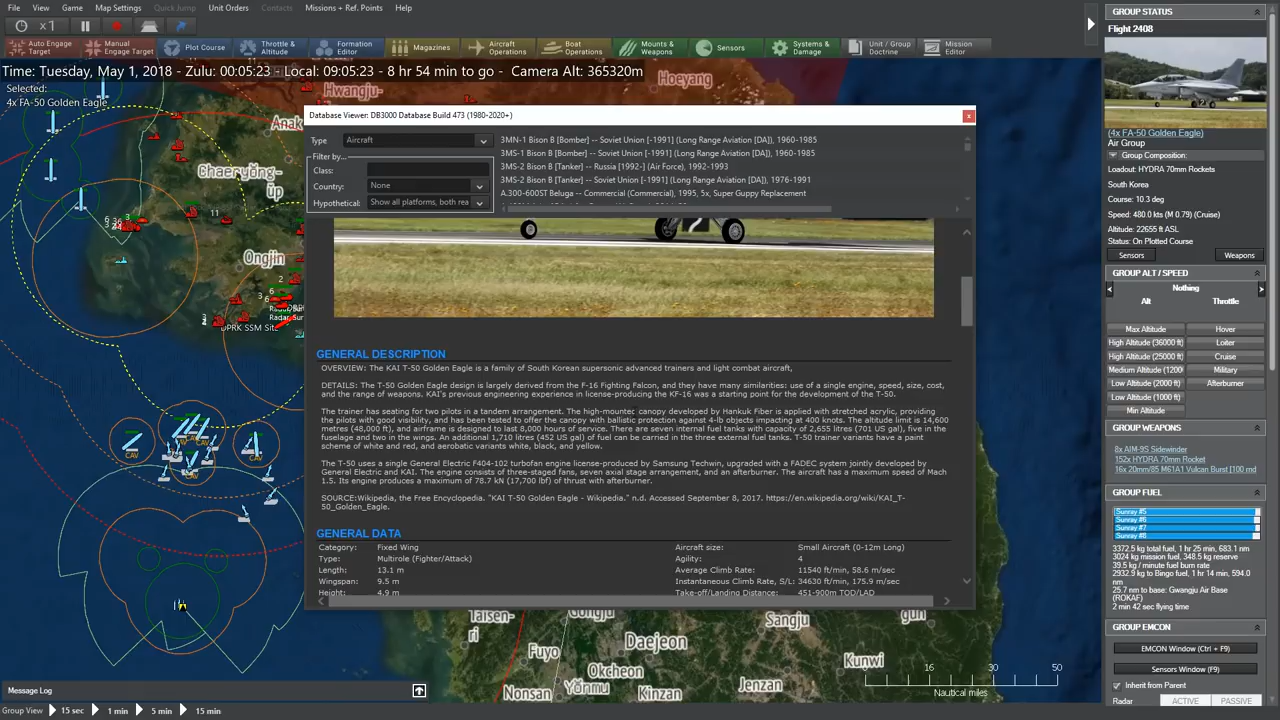 File View Game Map Settings Quick Jump Unit Orders Contacts Missions + Ref. Points Help
Auto Engage Target Manual Engage Target Plot Course Throttle & Altitude Formation Editor Magazines Aircraft Operations Boat Operations Mounts & Weapons Sensors Systems & Damage Unit / Group Doctrine Mission Editor
Time: Tuesday, May 1, 2018 - Zulu: 00:05:23 - Local: 09:05:23 - 8 hr 54 min to go - Camera Alt: 365320m
Selected:
4x FA-50 Golden Eagle
Hoeyang
Hwangju-
Chaeryŏng-
ŭp
Ongjin
DPRK SSM Sit
CAV
CAV
CAV
Database Viewer: DB3000 Database Build 473 (1980-2020+)
Type Aircraft
Filter by...
Class:
Country: None
Hypothetical: Show all platforms, both rea
3MN-1 Bison B [Bomber] -- Soviet Union [-1991] (Long Range Aviation [DA]), 1960-1985
3MS-1 Bison B [Bomber] -- Soviet Union [-1991] (Long Range Aviation [DA]), 1960-1985
3MS-2 Bison B [Tanker] -- Russia [1992-] (Air Force), 1992-1993
3MS-2 Bison B [Tanker] -- Soviet Union [-1991] (Long Range Aviation [DA]), 1976-1991
A.300-600ST Beluga -- Commercial (Commercial), 1995, 5x, Super Guppy Replacement
GENERAL DESCRIPTION
OVERVIEW: The KAI T-50 Golden Eagle is a family of South Korean supersonic advanced trainers and light combat aircraft,
DETAILS: The T-50 Golden Eagle design is largely derived from the F-16 Fighting Falcon, and they have many similarities: use of a single engine, speed, size, cost,
and the range of weapons. KAI's previous engineering experience in license-producing the KF-16 was a starting point for the development of the T-50.
The trainer has seating for two pilots in a tandem arrangement. The high-mounted canopy developed by Hankuk Fiber is applied with stretched acrylic, providing
the pilots with good visibility, and has been tested to offer the canopy with ballistic protection against 4-lb objects impacting at 400 knots. The altitude limit is 14,600
metres (48,000 ft), and airframe is designed to last 8,000 hours of service. There are seven internal fuel tanks with capacity of 2,655 litres (701 US gal), five in the
fuselage and two in the wings. An additional 1,710 litres (452 US gal) of fuel can be carried in the three external fuel tanks. T-50 trainer variants have a paint
scheme of white and red, and aerobatic variants white, black, and yellow.
The T-50 uses a single General Electric F404-102 turbofan engine license-produced by Samsung Techwin, upgraded with a FADEC system jointly developed by
General Electric and KAI. The engine consists of three-staged fans, seven axial stage arrangement, and an afterburner. The aircraft has a maximum speed of Mach
1.5. Its engine produces a maximum of 78.7 kN (17,700 lbf) of thrust with afterburner.
SOURCE:Wikipedia, the Free Encyclopedia. "KAI T-50 Golden Eagle - Wikipedia." n.d. Accessed September 8, 2017. https://en.wikipedia.org/wiki/KAI_T-
50_Golden_Eagle.
GENERAL DATA
Category: Fixed Wing Aircraft size: Small Aircraft (0-12m Long)
Type: Multirole (Fighter/Attack) Agility: 4
Length: 13.1 m Average Climb Rate: 11540 ft/min, 58.6 m/sec
Wingspan: 9.5 m Instantaneous Climb Rate, S/L: 34630 ft/min, 175.9 m/sec
Height: 4.9 m Take-off/Landing Distance: 451-900m TOD/LAD
Taisen-
ri
Fuyo
Nonsan
Yŏnmu
Okcheon
Kinzan
Daejeon
Sangju
Jenzan
Kunwi
gun
16 30 50
Nautical miles
Message Log
Group View 15 sec 1 min 5 min 15 min
GROUP STATUS
Flight 2408
(4x FA-50 Golden Eagle)
Air Group
Group Composition:
Loadout: HYDRA 70mm Rockets
South Korea
Course: 10.3 deg
Speed: 480.0 kts (M 0.79) (Cruise)
Altitude: 22655 ft ASL
Status: On Plotted Course
Sensors Weapons
GROUP ALT / SPEED
Nothing
Alt Throttle
Max Altitude Hover
High Altitude (36000 ft) Loiter
High Altitude (25000 ft) Cruise
Medium Altitude (1200 Military
Low Altitude (2000 ft) Afterburner
Low Altitude (1000 ft)
Min Altitude
GROUP WEAPONS
8x AIM-9S Sidewinder
152x HYDRA 70mm Rocket
16x 20mm/85 M61A1 Vulcan Burst [100 rnd
GROUP FUEL
Sunray #5
Sunray #6
Sunray #7
Sunray #8
3372.5 kg total fuel, 1 hr 25 min, 683.1 nm
3024 kg mission fuel, 348.5 kg reserve
39.5 kg / minute fuel burn rate
2932.9 kg to Bingo fuel, 1 hr 14 min, 594.0
nm
25.7 nm to base: Gwangju Air Base
(ROKAF)
2 min 42 sec flying time
GROUP EMCON
EMCON Window (Ctrl + F9)
Sensors Window (F9)
Inherit from Parent
Radar ACTIVE PASSIVE